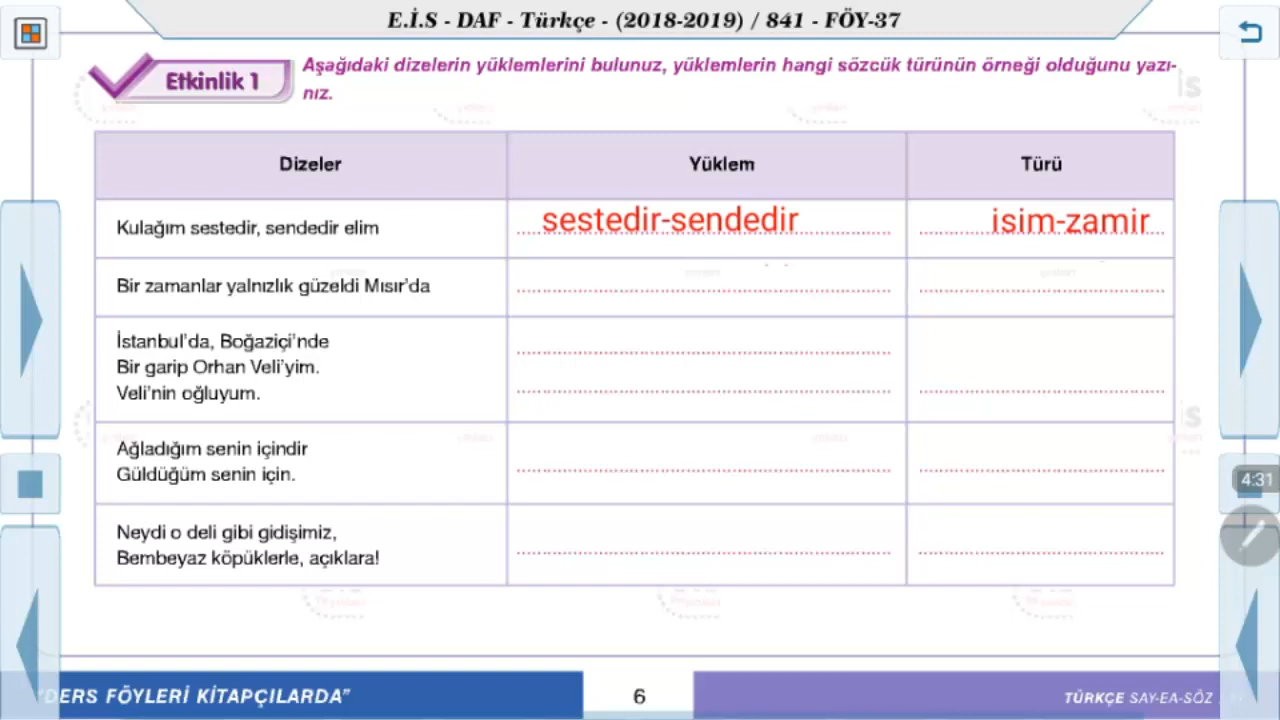 E.İ.S - DAF - Türkçe - (2018-2019) / 841 - FÖY-37
Etkinlik 1
Aşağıdaki dizelerin yüklemlerini bulunuz, yüklemlerin hangi sözcük türünün örneği olduğunu yazı-
nız.
Dizeler
Yüklem
Türü
Kulağım sestedir, sendedir elim
sestedir-sendedir
isim-zamir
Bir zamanlar yalnızlık güzeldi Mısır'da
İstanbul'da, Boğaziçi'nde
Bir garip Orhan Veli'yim.
Veli'nin oğluyum.
Ağladığım senin içindir
Güldüğüm senin için.
Neydi o deli gibi gidişimiz,
Bembeyaz köpüklerle, açıklara!
4:31
"DERS FÖYLERİ KİTAPÇILARDA"
6
TÜRKÇE SAY-EA-SÖZ